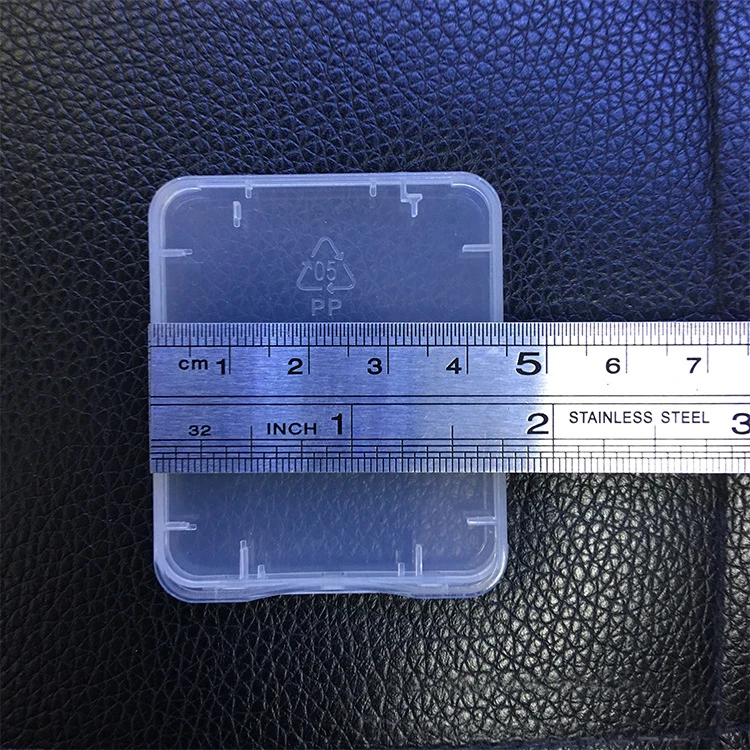 05
PP
cm 1 2 3 4 5 6 7
32 INCH 1 2 STAINLESS STEEL 3